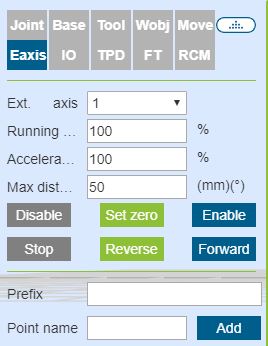 Joint Base Tool Wobj Move
Eaxis IO TPD FT RCM
Ext. axis 1
Running ... 100 %
Accelera... 100 %
Max dist... 50 (mm)(°)
Disable Set zero Enable
Stop Reverse Forward
Prefix
Point name Add